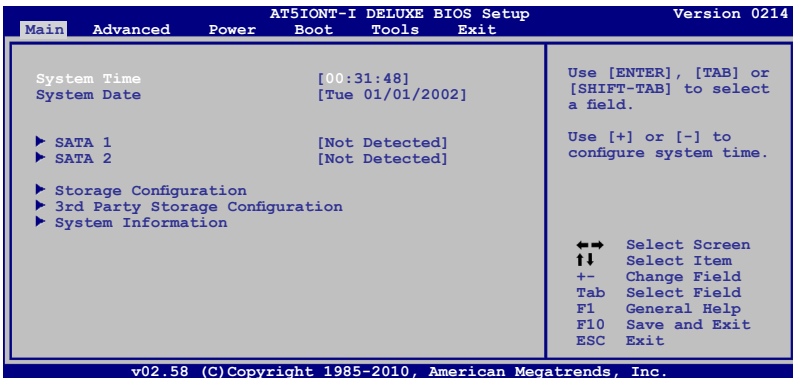 AT5IONT-I DELUXE BIOS Setup Version 0214
Main Advanced Power Boot Tools Exit
System Time [00:31:48]
System Date [Tue 01/01/2002]
SATA 1 [Not Detected]
SATA 2 [Not Detected]
Storage Configuration
3rd Party Storage Configuration
System Information
Use [ENTER], [TAB] or
[SHIFT-TAB] to select
a field.
Use [+] or [-] to
configure system time.
←→ Select Screen
↑↓ Select Item
+- Change Field
Tab Select Field
F1 General Help
F10 Save and Exit
ESC Exit
v02.58 (C)Copyright 1985-2010, American Megatrends, Inc.